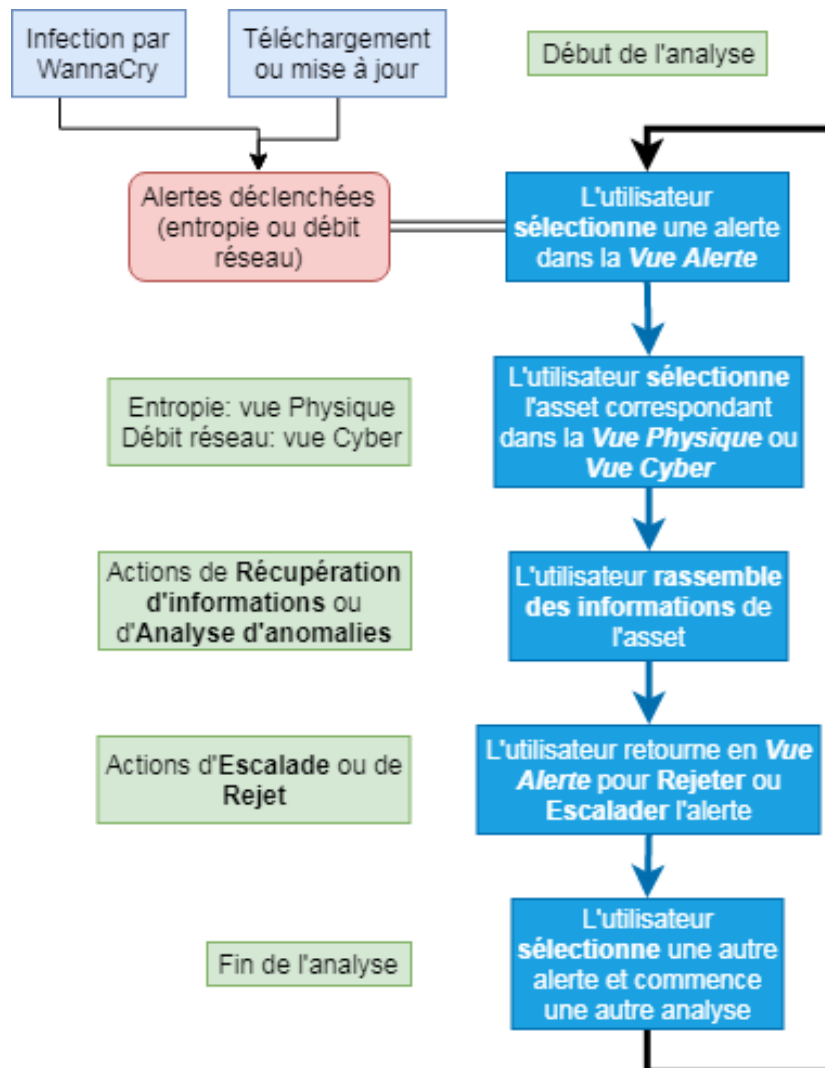 Infection par
WannaCry
Téléchargement
ou mise à jour
Début de l'analyse
Alertes déclenchées
(entropie ou débit
réseau)
L'utilisateur
sélectionne une alerte
dans la Vue Alerte
Entropie: vue Physique
Débit réseau: vue Cyber
L'utilisateur sélectionne
l'asset correspondant
dans la Vue Physique ou
Vue Cyber
Actions de Récupération
d'informations ou
d'Analyse d'anomalies
L'utilisateur rassemble
des informations de
l'asset
Actions d'Escalade ou de
Rejet
L'utilisateur retourne en Vue
Alerte pour Rejeter ou
Escalader l'alerte
Fin de l'analyse
L'utilisateur
sélectionne une autre
alerte et commence
une autre analyse